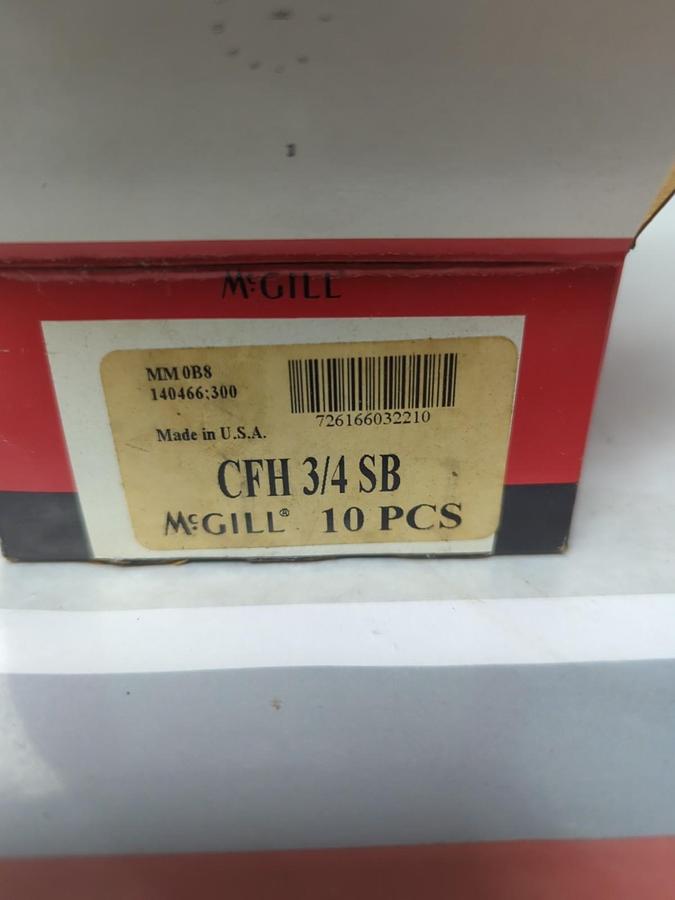 McGILL
MM 0B8
140466:300
726166032210
Made in U.S.A.
CFH 3/4 SB
McGILL® 10 PCS